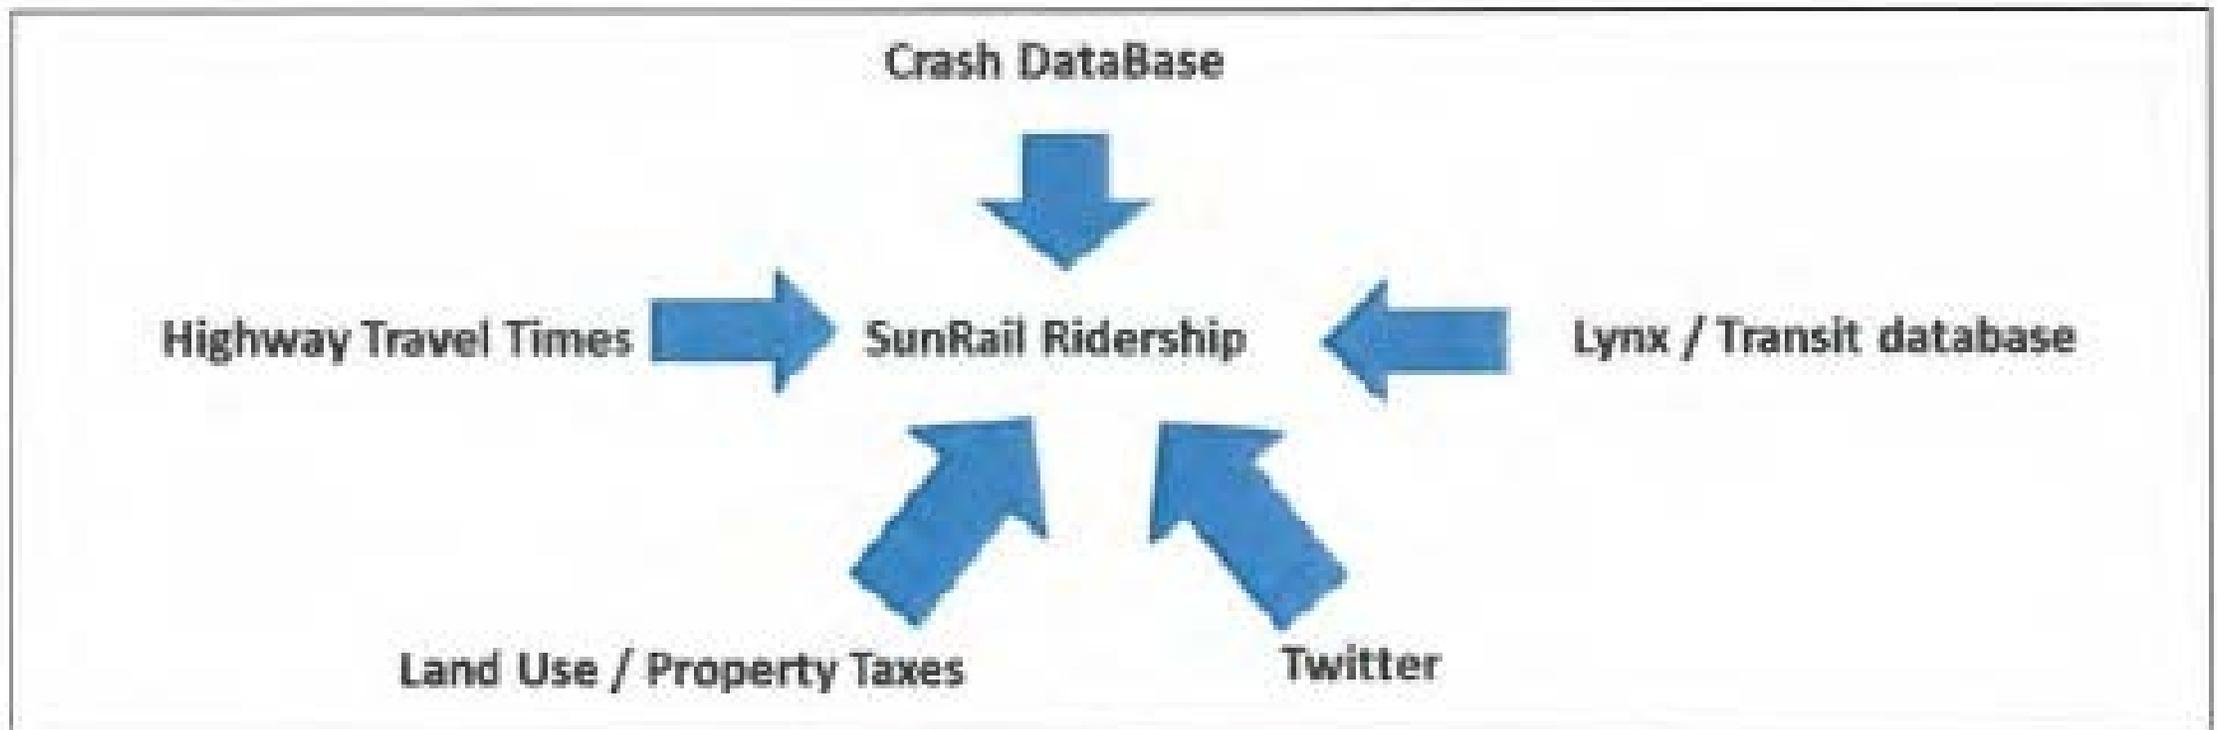 Crash DataBase
Highway Travel Times
SunRail Ridership
Lynx / Transit database
Land Use / Property Taxes
Twitter